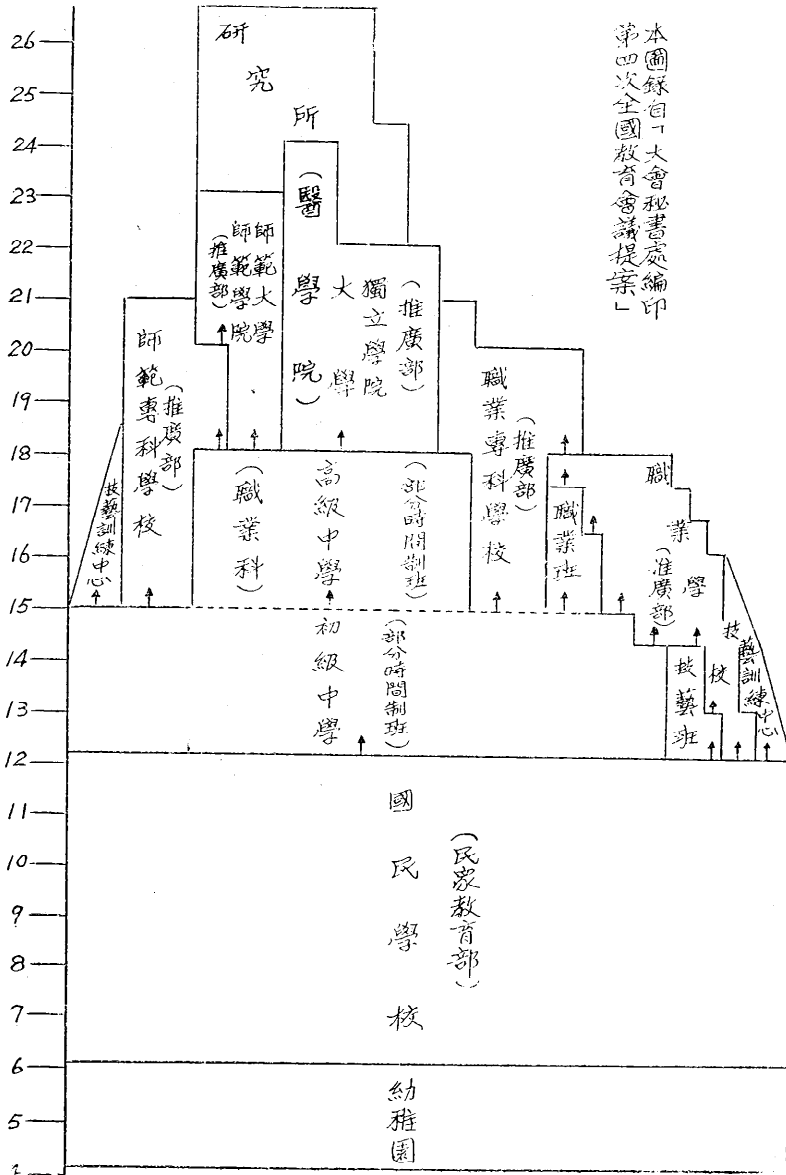 本圖錄自「大會秘書處編印
第四次全國教育會議提案」
26
25
24
23
22
21
20
19
18
17
16
15
14
13
12
11
10
9
8
7
6
5
研究所
(醫學院)
大學
獨立學院
(推廣部)
師範大學、
師範學院
(推廣部)
師範專科學校
(推廣部)
技藝訓練中心
(職業科)
高級中學
(部分時間制班)
職業專科學校
(推廣部)
職業班
職業學校
(准廣部)
技藝訓練中心
初級中學
(部分時間制班)
技藝班
國民學校
(民眾教育部)
幼稚園